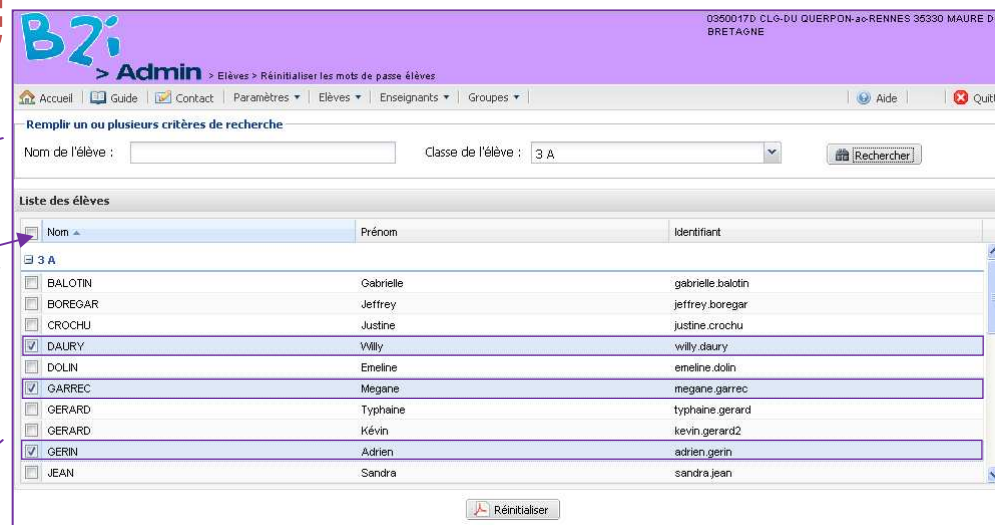 0350017D CLG-DU QUERPON-ac-RENNES 35330 MAURE D
BRETAGNE
B2i
> Admin > Elèves > Réinitialiser les mots de passe élèves
Accueil Guide Contact Paramètres Elèves Enseignants Groupes Aide Quit
Remplir un ou plusieurs critères de recherche
Nom de l'élève : Classe de l'élève : 3 A Rechercher
Liste des élèves
Nom Prénom Identifiant
3 A
BALOTIN Gabrielle gabrielle.balotin
BOREGAR Jeffrey jeffrey.boregar
CROCHU Justine justine.crochu
DAURY Willy willy.daury
DOLIN Emeline emeline.dolin
GARREC Megane megane.garrec
GERARD Typhaine typhaine.gerard
GERARD Kévin kevin.gerard2
GERIN Adrien adrien.gerin
JEAN Sandra sandra.jean
Réinitialiser